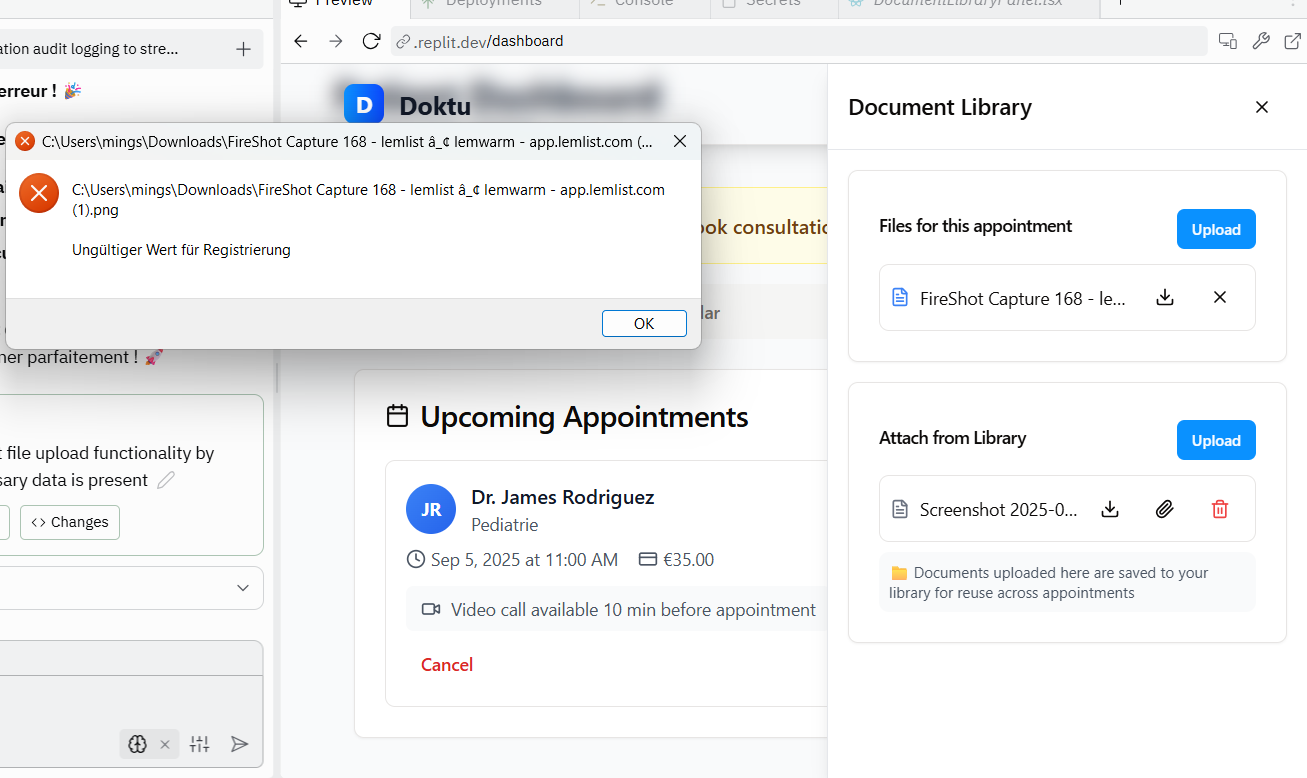 Preview
Deployments
Console
Secrets
DocumentLibraryPanel.tsx
ation audit logging to stre...
.replit.dev/dashboard
erreur ! 🎉
D Doktu
Document Library
C:\Users\mings\Downloads\FireShot Capture 168 - lemlist â_¢ lemwarm - app.lemlist.com (...
C:\Users\mings\Downloads\FireShot Capture 168 - lemlist â_¢ lemwarm - app.lemlist.com
(1).png
Ungültiger Wert für Registrierung
OK
ook consultatio
lar
ner parfaitement ! 🚀
t file upload functionality by
sary data is present
Changes
Upcoming Appointments
JR
Dr. James Rodriguez
Pediatrie
Sep 5, 2025 at 11:00 AM
€35.00
Video call available 10 min before appointment
Cancel
Files for this appointment
Upload
FireShot Capture 168 - le...
Attach from Library
Upload
Screenshot 2025-0...
📁 Documents uploaded here are saved to your
library for reuse across appointments